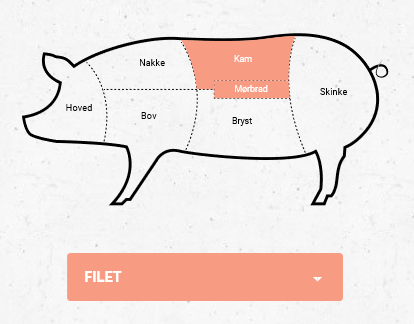 Kam
Nakke
Mørbrad
Skinke
Hoved
Bov
Bryst
FILET